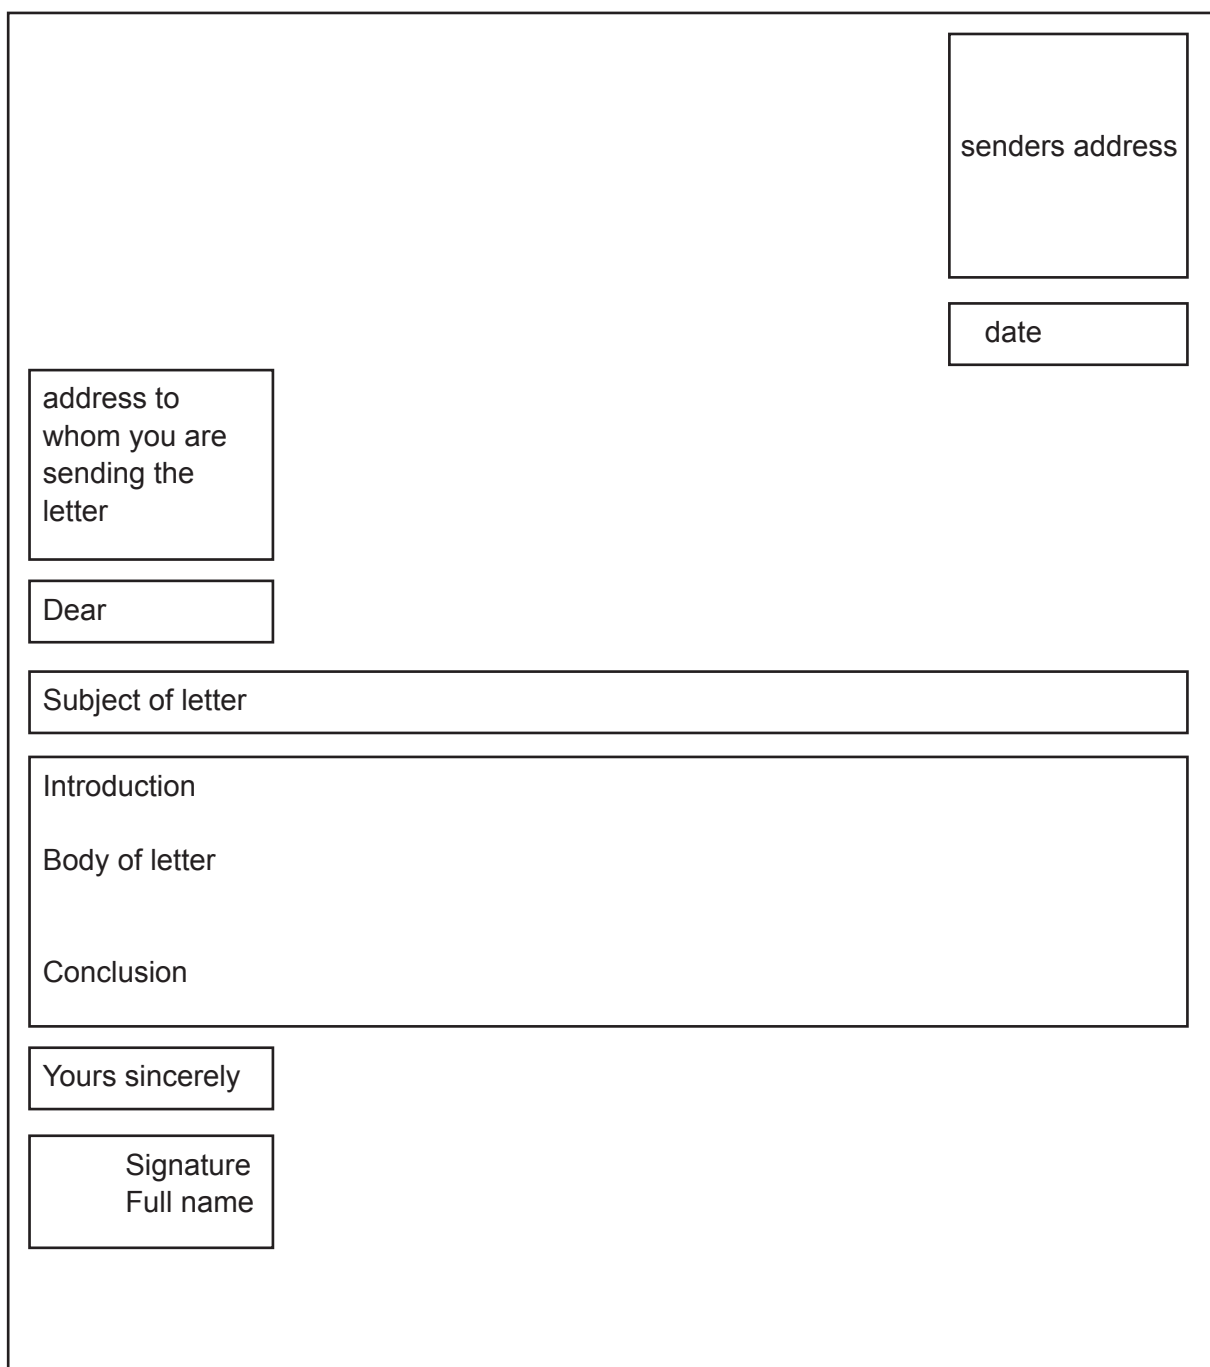 senders address
date
address to
whom you are
sending the
letter
Dear
Subject of letter
Introduction
Body of letter
Conclusion
Yours sincerely
Signature
Full name